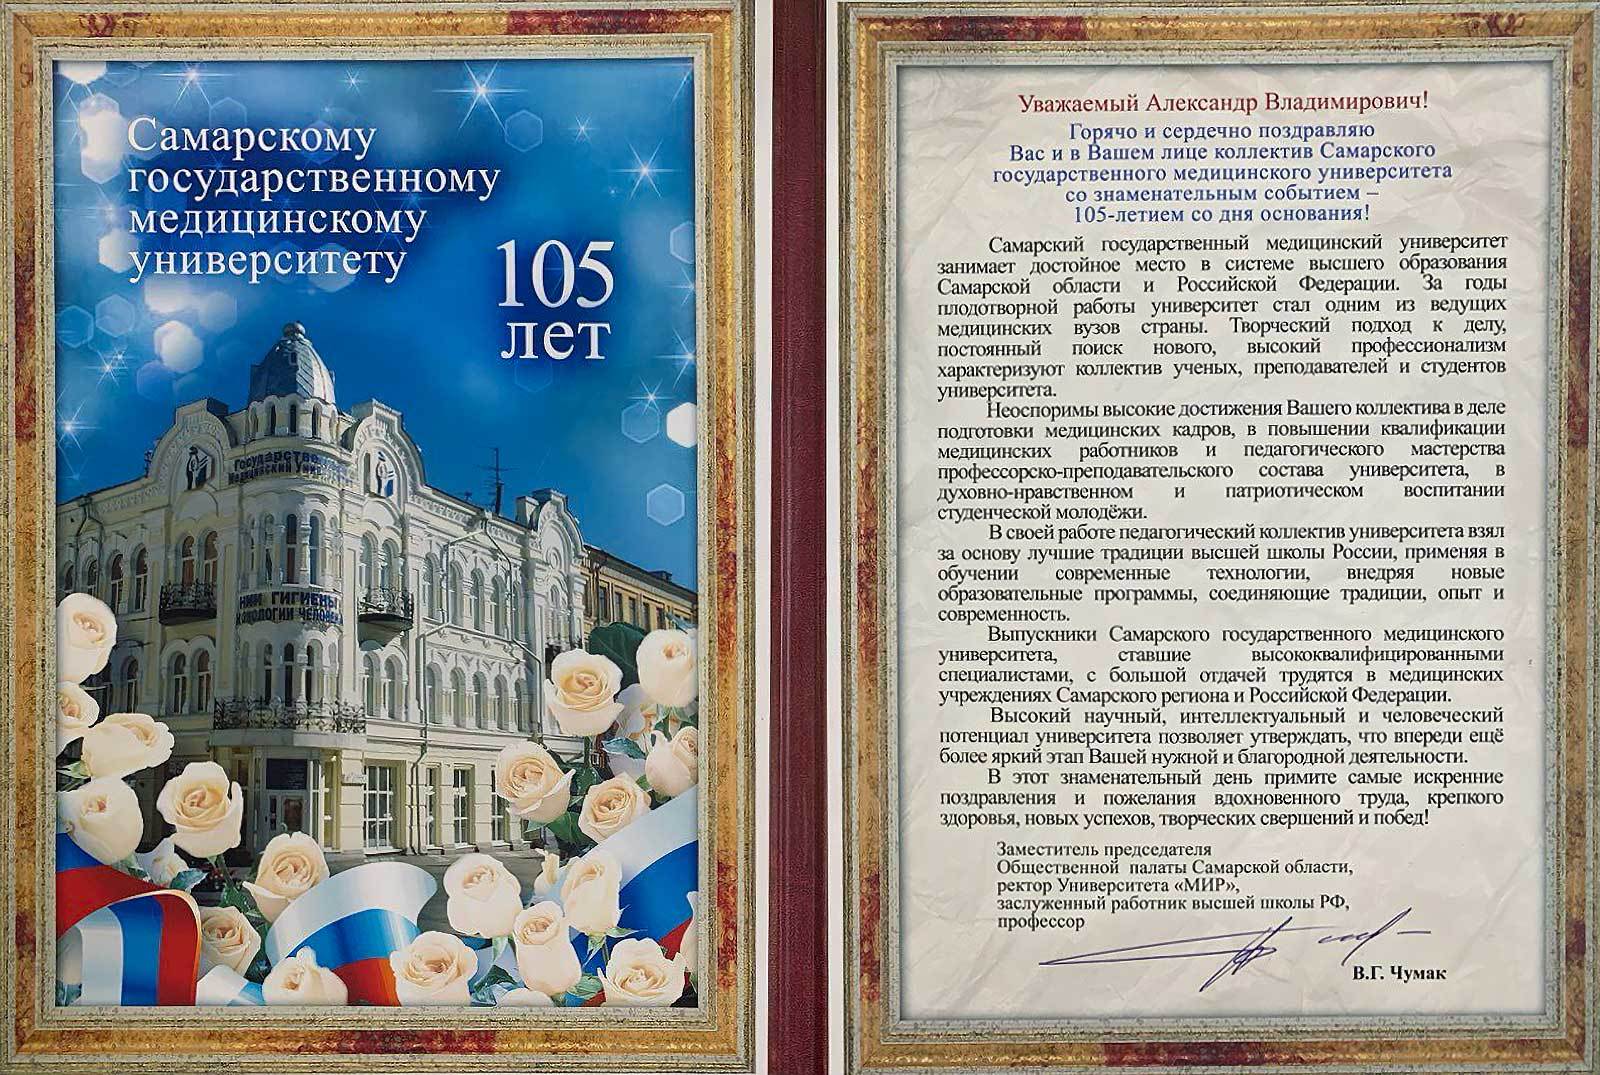 Самарскому
государственному
медицинскому
университету
105
лет
Государстве
Медицинский Универ
НИИ ГИГИЕНЫ
ЭКОЛОГИИ ЧЕЛОВЕКА
Уважаемый Александр Владимирович!
Горячо и сердечно поздравляю
Вас и в Вашем лице коллектив Самарского
государственного медицинского университета
со знаменательным событием –
105-летием со дня основания!
Самарский государственный медицинский университет
занимает достойное место в системе высшего образования
Самарской области и Российской Федерации. За годы
плодотворной работы университет стал одним из ведущих
медицинских вузов страны. Творческий подход к делу,
постоянный поиск нового, высокий профессионализм
характеризуют коллектив ученых, преподавателей и студентов
университета.
Неоспоримы высокие достижения Вашего коллектива в деле
подготовки медицинских кадров, в повышении квалификации
медицинских работников и педагогического мастерства
профессорско-преподавательского состава университета, в
духовно-нравственном и патриотическом воспитании
студенческой молодёжи.
В своей работе педагогический коллектив университета взял
за основу лучшие традиции высшей школы России, применяя в
обучении современные технологии, внедряя новые
образовательные программы, соединяющие традиции, опыт и
современность.
Выпускники Самарского государственного медицинского
университета, ставшие высококвалифицированными
специалистами, с большой отдачей трудятся в медицинских
учреждениях Самарского региона и Российской Федерации.
Высокий научный, интеллектуальный и человеческий
потенциал университета позволяет утверждать, что впереди ещё
более яркий этап Вашей нужной и благородной деятельности.
В этот знаменательный день примите самые искренние
поздравления и пожелания вдохновенного труда, крепкого
здоровья, новых успехов, творческих свершений и побед!
Заместитель председателя
Общественной палаты Самарской области,
ректор Университета «МИР»,
заслуженный работник высшей школы РФ,
профессор
В.Г. Чумак